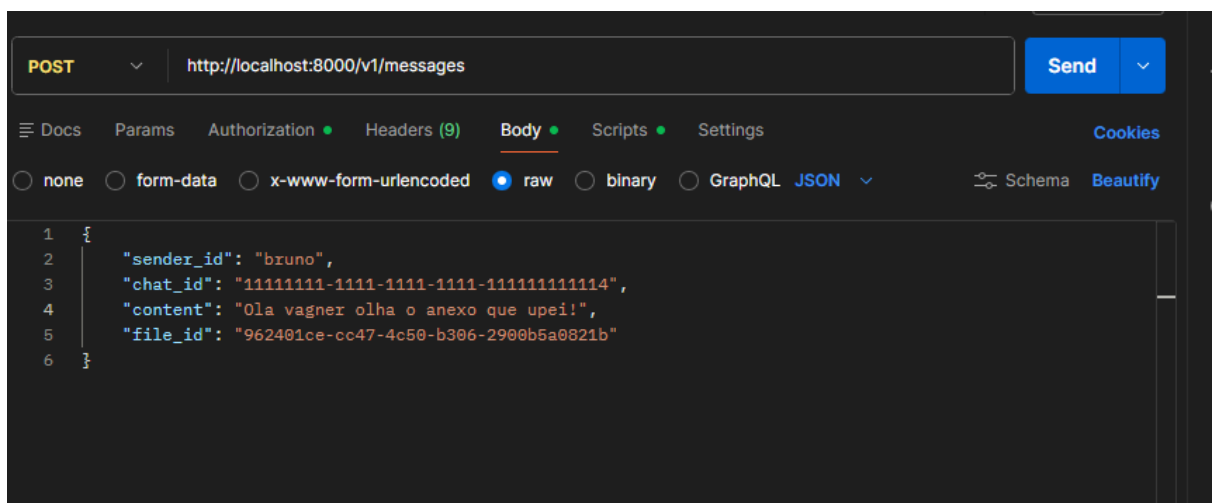 POST http://localhost:8000/v1/messages Send
Docs Params Authorization Headers (9) Body Scripts Settings Cookies
none form-data x-www-form-urlencoded raw binary GraphQL JSON Schema Beautify
1 {
2 "sender_id": "bruno",
3 "chat_id": "11111111-1111-1111-1111-111111111114",
4 "content": "Ola vagner olha o anexo que upei!",
5 "file_id": "962401ce-cc47-4c50-b306-2900b5a0821b"
6 }